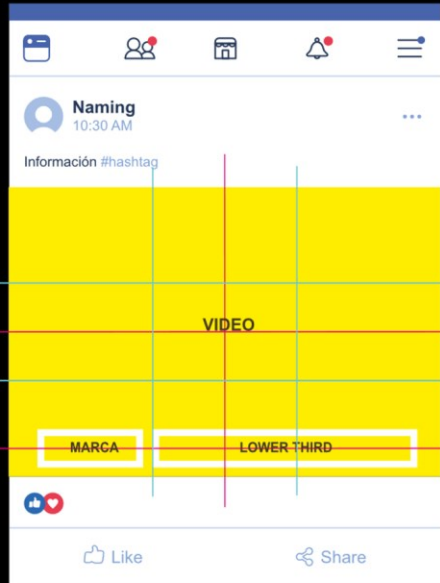 Naming
10:30 AM
Información #hashtag
VIDEO
MARCA
LOWER THIRD
Like
Share